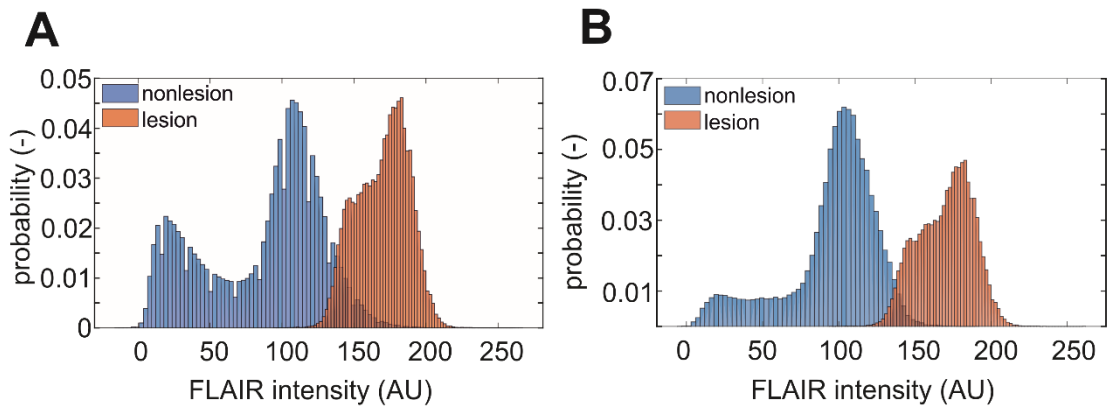 A
probability (-)
0.05
0.04
0.03
0.02
0.01
0
nonlesion
lesion
0 50 100 150 200 250
FLAIR intensity (AU)
B
probability (-)
0.07
0.05
0.03
0.01
nonlesion
lesion
0 50 100 150 200 250
FLAIR intensity (AU)